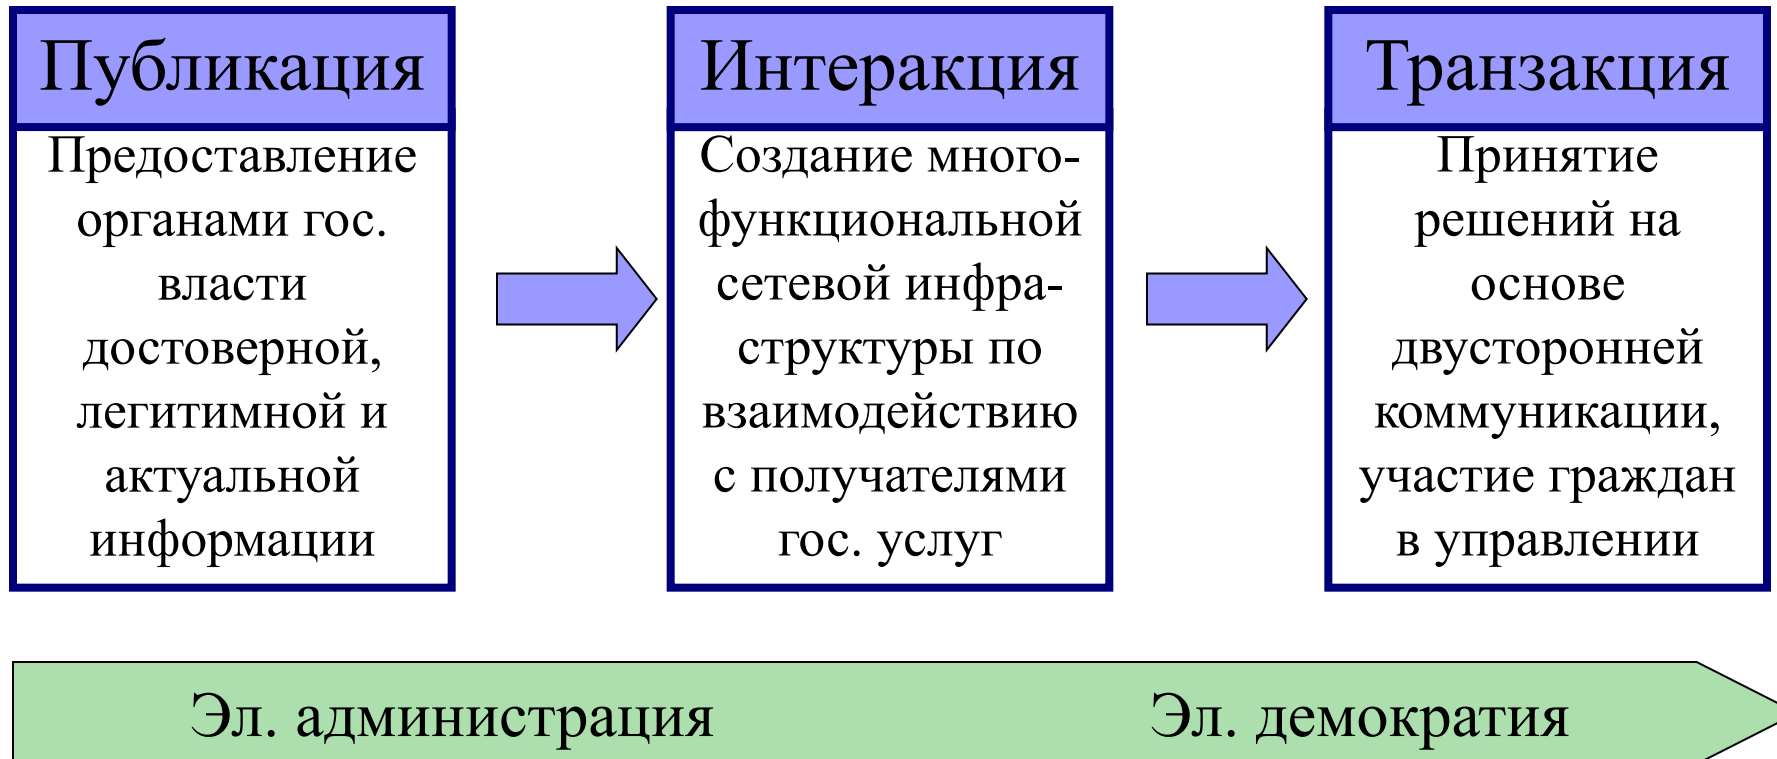 Публикация
Предоставление
органами гос.
власти
достоверной,
легитимной и
актуальной
информации
Интеракция
Создание много-
функциональной
сетевой инфра-
структуры по
взаимодействию
с получателями
гос. услуг
Транзакция
Принятие
решений на
основе
двусторонней
коммуникации,
участие граждан
в управлении
Эл. администрация
Эл. демократия